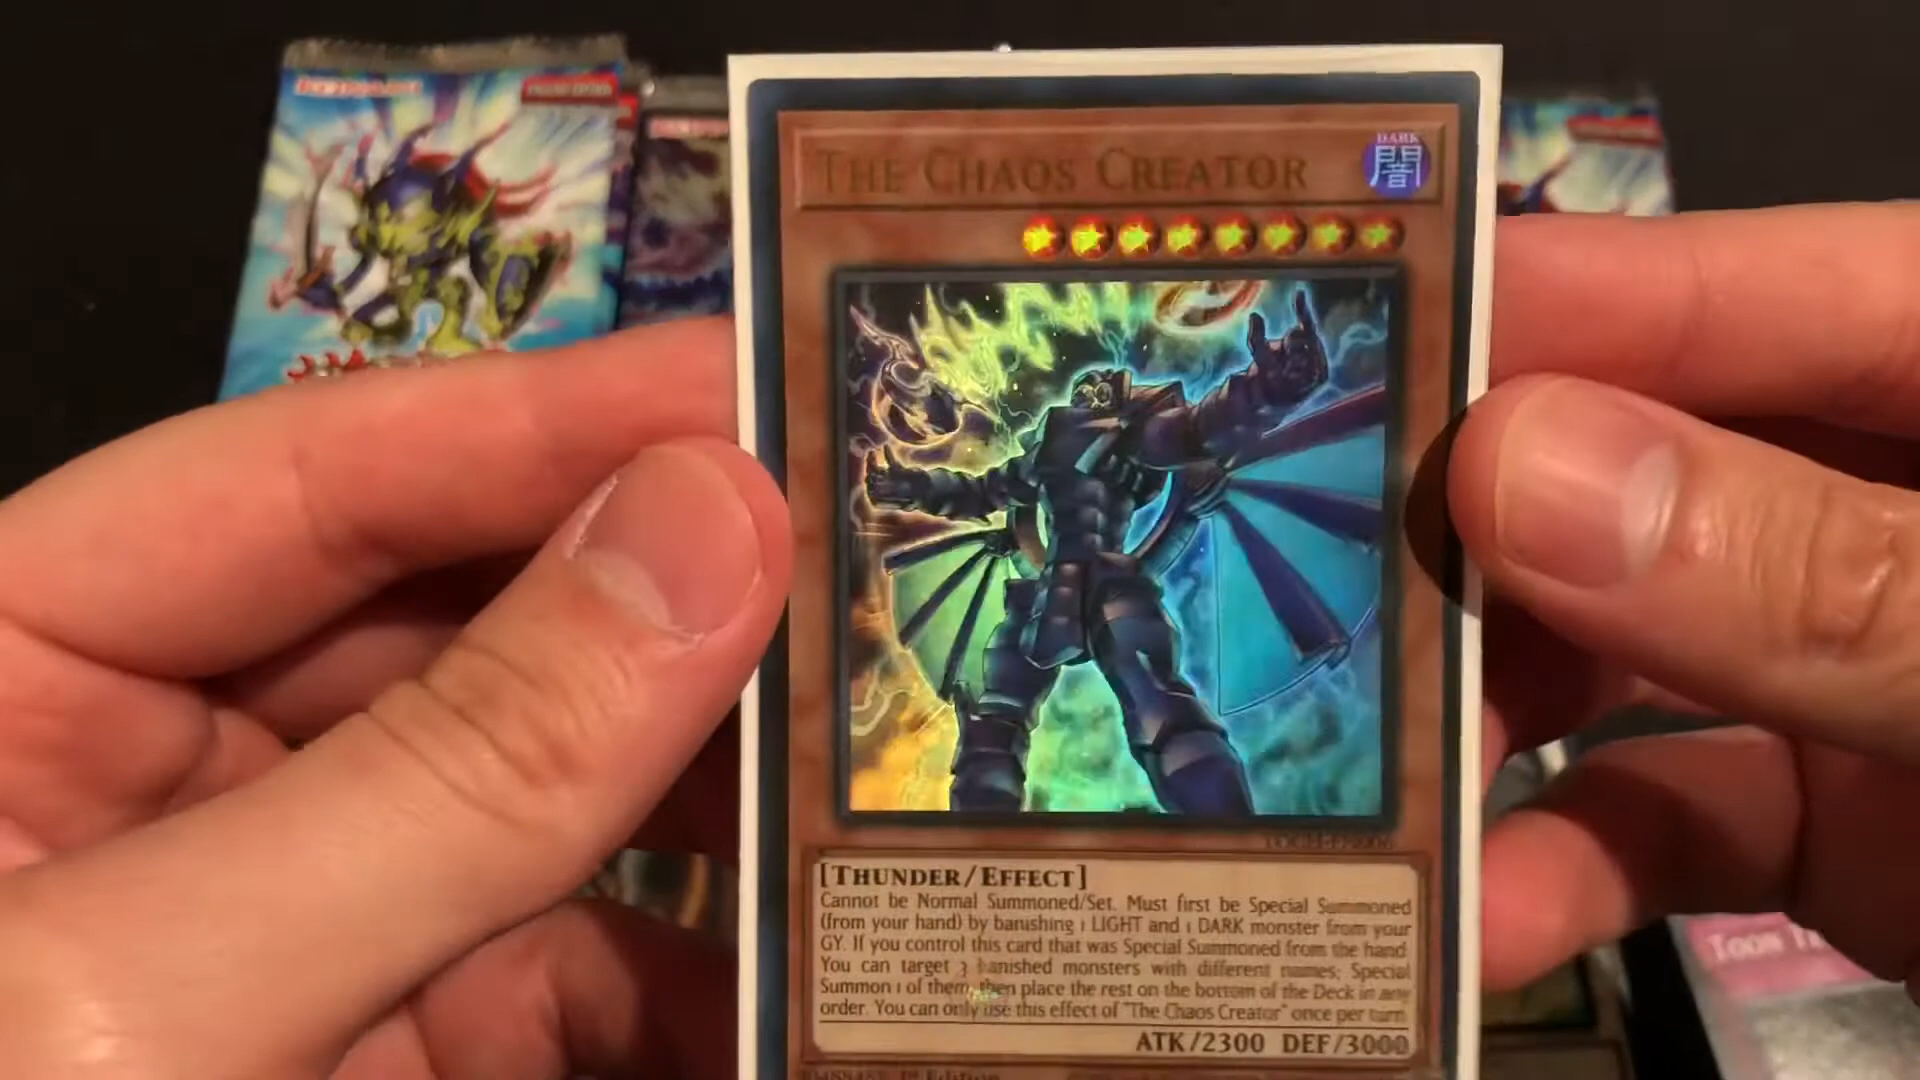 THE CHAOS CREATOR
DARK
闇
[THUNDER/EFFECT]
Cannot be Normal Summoned/Set. Must first be Special Summoned
(from your hand) by banishing 1 LIGHT and 1 DARK monster from your
GY. If you control this card that was Special Summoned from the hand:
You can target 3 banished monsters with different names; Special
Summon 1 of them, then place the rest on the bottom of the Deck in any
order. You can only use this effect of "The Chaos Creator" once per turn.
ATK/2300 DEF/3000
1st Edition
Toon